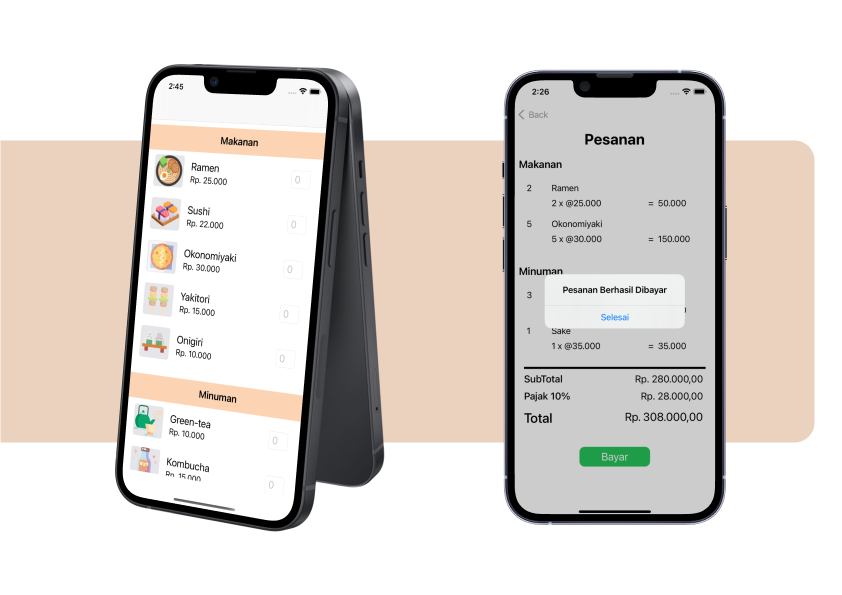 2:45
Makanan
Ramen
Rp. 25.000
0
Sushi
Rp. 22.000
0
Okonomiyaki
Rp. 30.000
0
Yakitori
Rp. 15.000
0
Onigiri
Rp. 10.000
0
Minuman
Green-tea
Rp. 10.000
0
Kombucha
Rp. 15.000
0
2:26
Back
Pesanan
Makanan
2 Ramen
2 x @25.000 = 50.000
5 Okonomiyaki
5 x @30.000 = 150.000
Minuman
3
Pesanan Berhasil Dibayar
Selesai
1 Sake
1 x @35.000 = 35.000
SubTotal Rp. 280.000,00
Pajak 10% Rp. 28.000,00
Total Rp. 308.000,00
Bayar